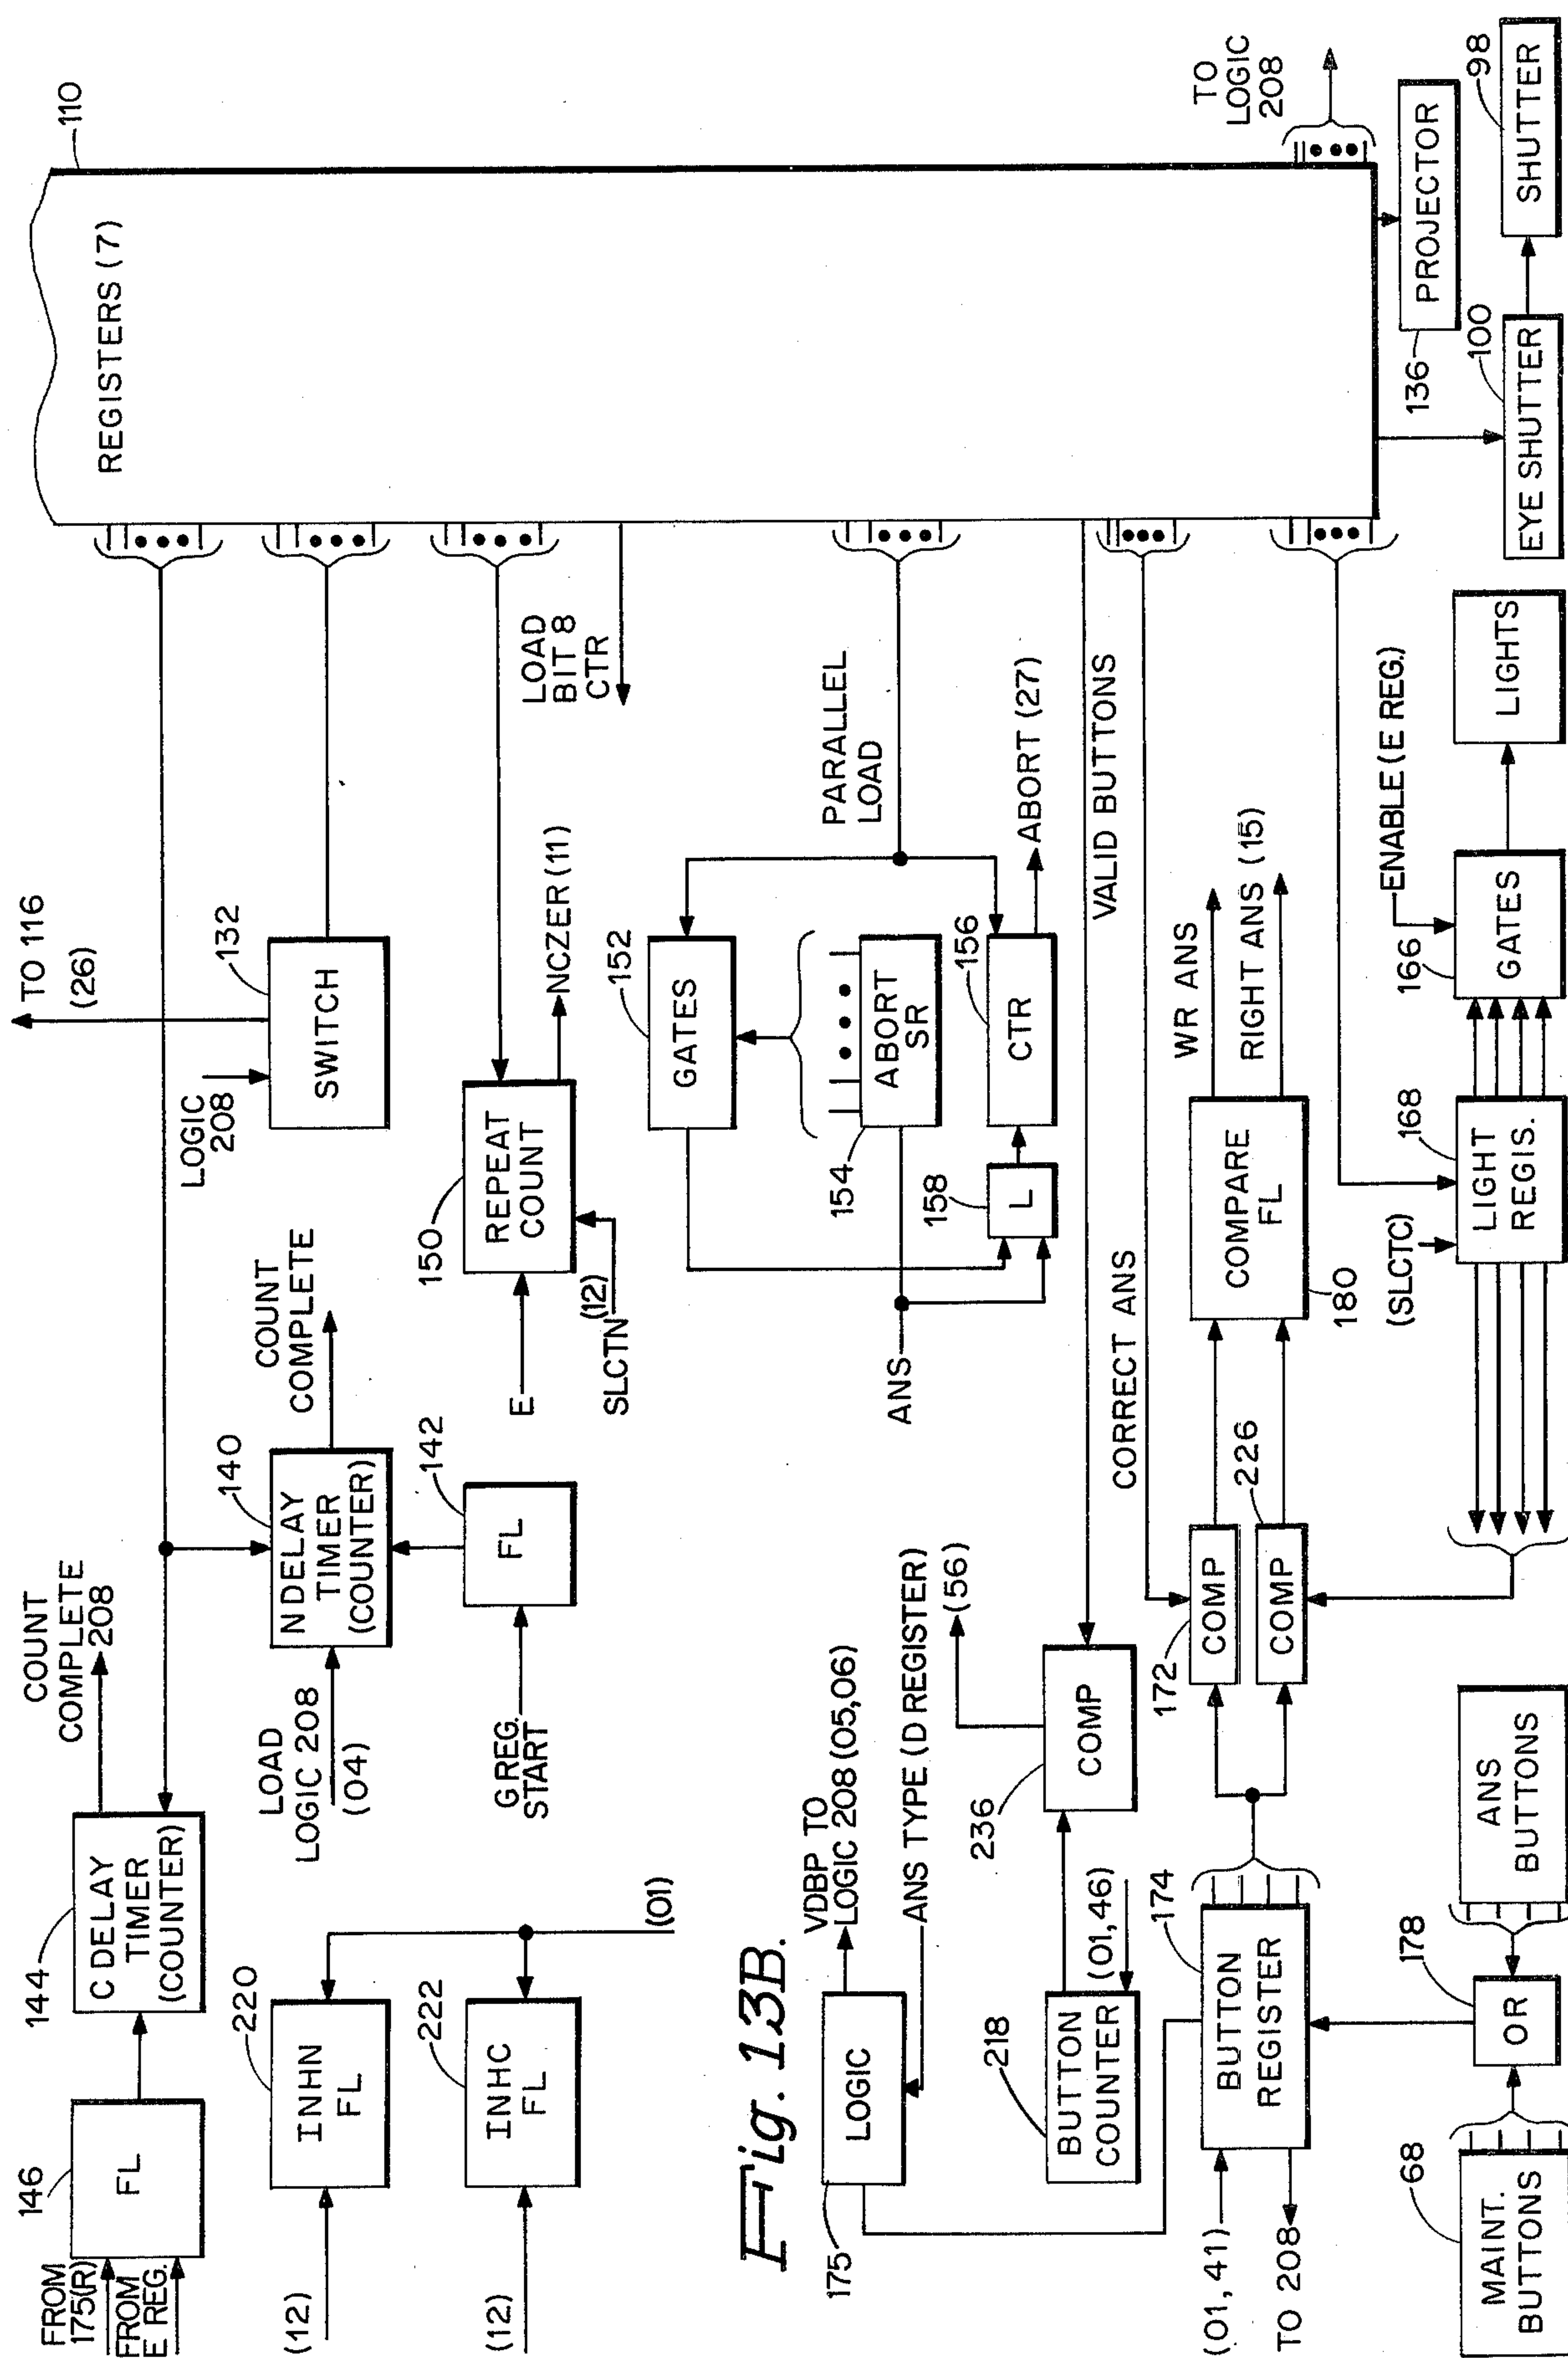 FROM
175(R)
FROM
E REG.
146
FL
144
C DELAY
TIMER
(COUNTER)
COUNT
COMPLETE
208
REGISTERS (7)
110
(12)
220
INHN
FL
(12)
222
INHC
FL
(01)
LOAD
LOGIC 208
(04)
140
N DELAY
TIMER
(COUNTER)
COUNT
COMPLETE
G REG.
START
142
FL
LOGIC
208
132
SWITCH
TO 116
(26)
E
150
REPEAT
COUNT
SLCTN
(12)
NCZER (11)
LOAD
BIT 8
CTR
152
GATES
154
ABORT
SR
ANS
158
L
156
CTR
ABORT (27)
PARALLEL
LOAD
Fig. 13B.
175
LOGIC
VDBP TO
LOGIC 208 (05,06)
ANS TYPE (D REGISTER)
218
BUTTON
COUNTER
(01,46)
236
COMP
(56)
VALID BUTTONS
CORRECT ANS
(01,41)
TO 208
174
BUTTON
REGISTER
172
COMP
226
COMP
180
COMPARE
FL
WR ANS
RIGHT ANS (15)
TO
LOGIC
208
68
MAINT.
BUTTONS
178
OR
ANS
BUTTONS
(SLCTC)
168
LIGHT
REGIS.
166
GATES
ENABLE (E REG.)
LIGHTS
100
EYE SHUTTER
136
PROJECTOR
98
SHUTTER